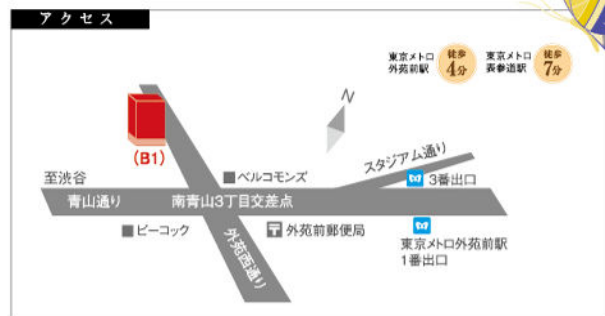 アクセス
東京メトロ
外苑前駅
徒歩
4分
東京メトロ
表参道駅
徒歩
7分
N
スタジアム通り
(B1)
至渋谷
ベルコモンズ
3番出口
青山通り
南青山3丁目交差点
ピーコック
外苑西通り
外苑前郵便局
東京メトロ外苑前駅
1番出口